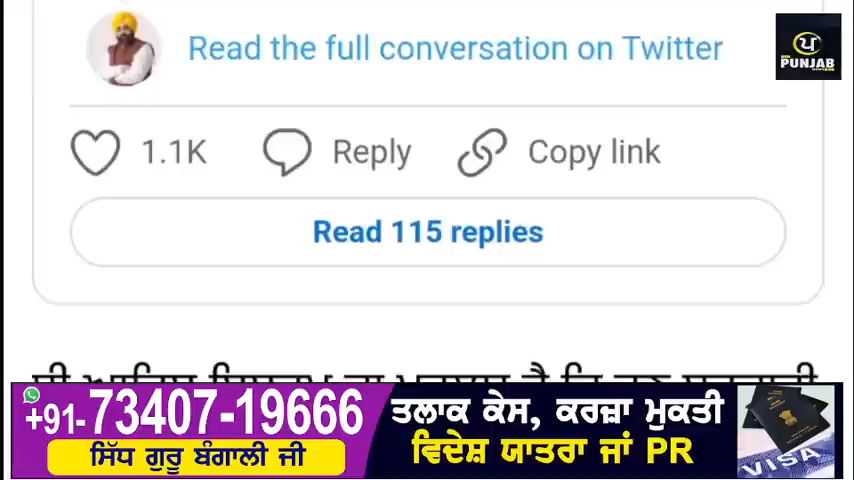 Read the full conversation on Twitter
ਪ
PUNJAB
1.1K
Reply
Copy link
Read 115 replies
+91-73407-19666
ਸਿੱਧ ਗੁਰੂ ਬੰਗਾਲੀ ਜੀ
ਤਲਾਕ ਕੇਸ, ਕਰਜ਼ਾ ਮੁਕਤੀ
ਵਿਦੇਸ਼ ਯਾਤਰਾ ਜਾਂ PR
VISA